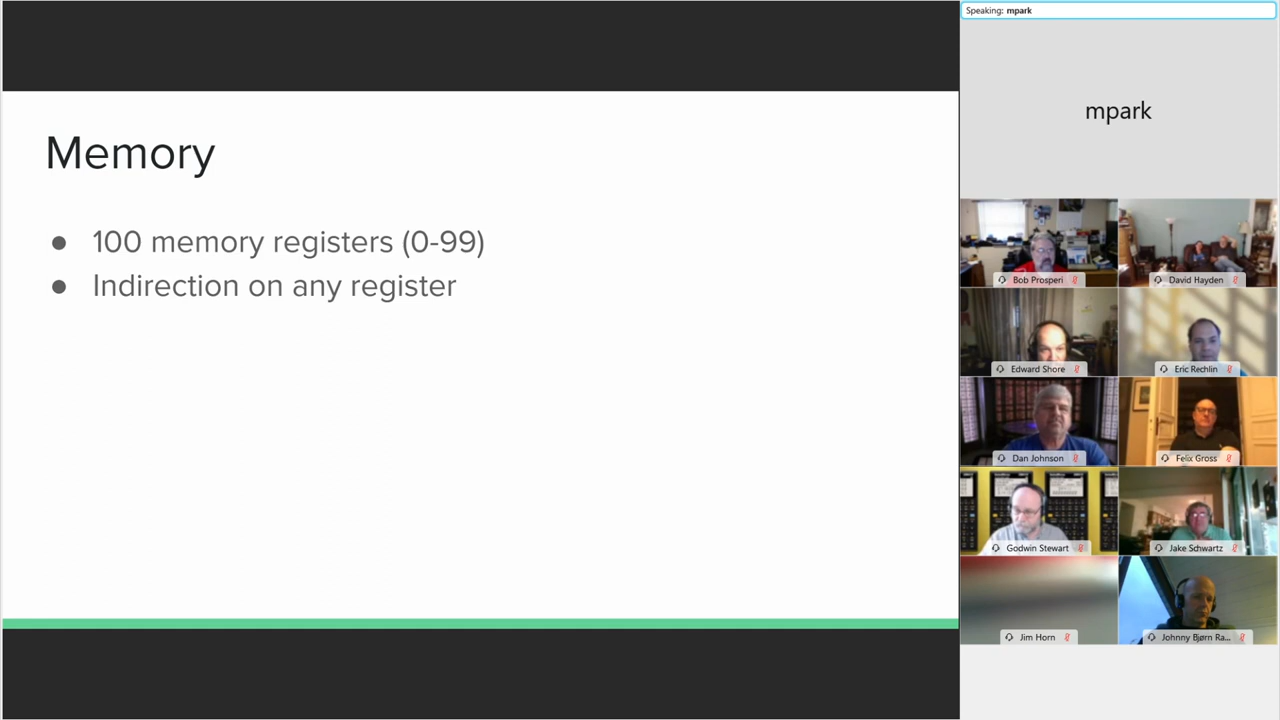 Speaking: mpark
mpark
Memory
● 100 memory registers (0-99)
● Indirection on any register
Bob Prosperi
David Hayden
Edward Shore
Eric Rechlin
Dan Johnson
Felix Gross
Godwin Stewart
Jake Schwartz
Jim Horn
Johnny Bjørn Ra...